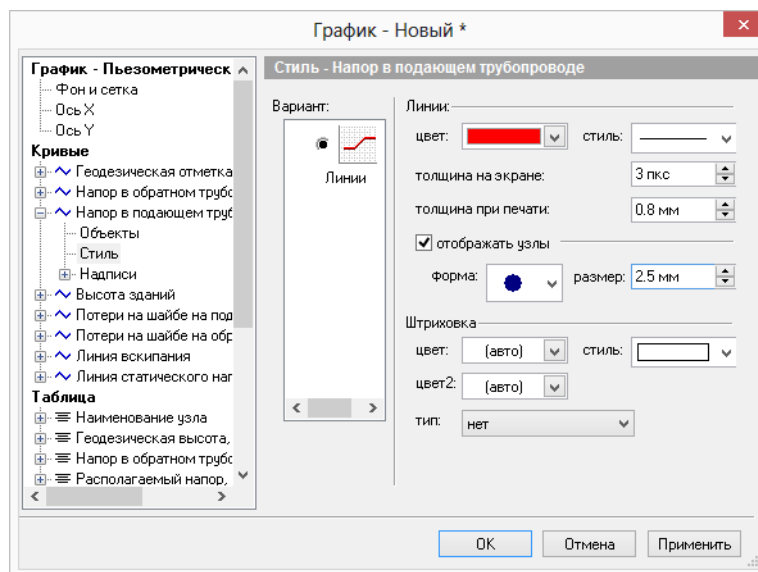 График - Новый *
График - Пьезометрическ
Фон и сетка
Ось X
Ось Y
Кривые
Геодезическая отметка
Напор в обратном трубо
Напор в подающем труб
Объекты
Стиль
Надписи
Высота зданий
Потери на шайбе на под
Потери на шайбе на обр
Линия вскипания
Линия статического наг
Таблица
Наименование узла
Геодезическая высота,
Напор в обратном трубо
Располагаемый напор,
Стиль - Напор в подающем трубопроводе
Вариант:
Линии
Линии:
цвет:
стиль:
толщина на экране:
3 пкс
толщина при печати:
0.8 мм
отображать узлы
форма:
размер:
2.5 мм
Штриховка
цвет:
(авто)
стиль:
цвет2:
(авто)
тип:
нет
OK
Отмена
Применить